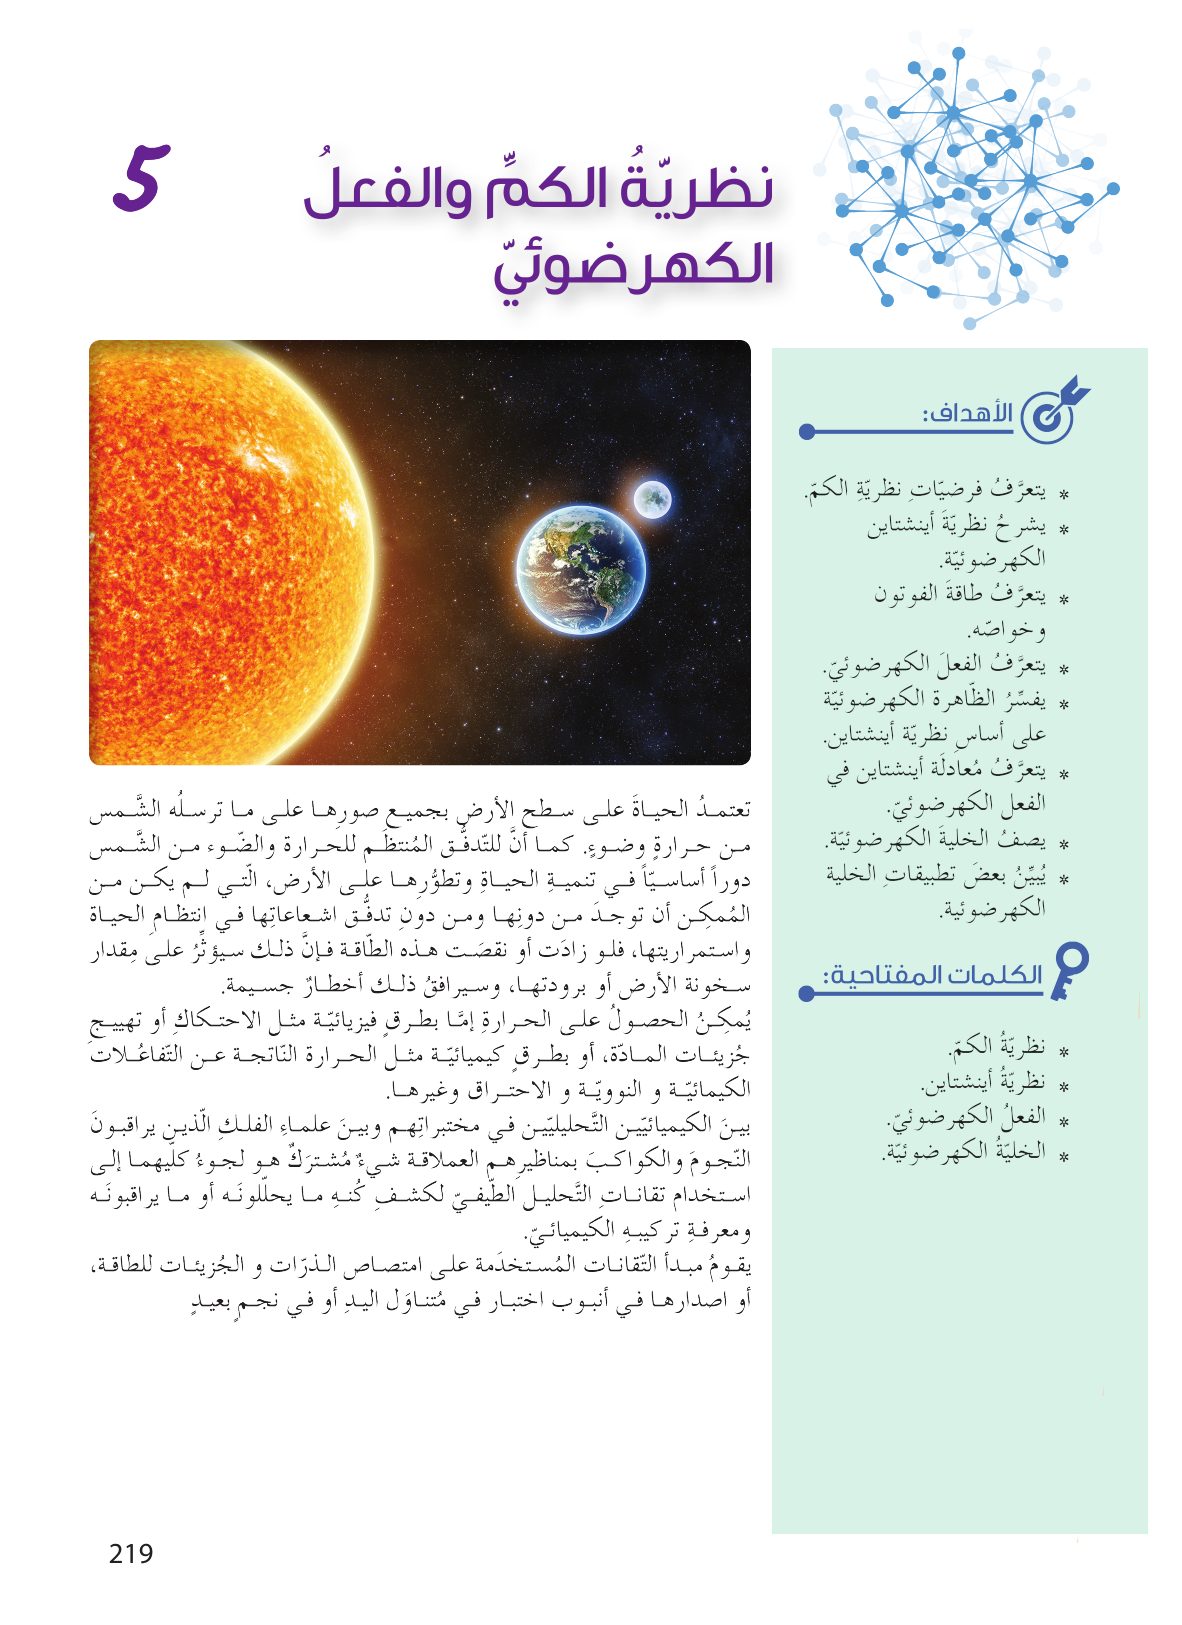 5
نظريّةُ الكمِّ والفعلُ
الكهرضوئيّ
الأهداف:
* يتعرَّفُ فرضيّاتِ نظريّةِ الكمّ.
* يشرحُ نظريّةَ أينشتاين
الكهرضوئيّة.
* يتعرَّفُ طاقةَ الفوتون
وخواصّه.
* يتعرَّفُ الفعلَ الكهرضوئيّ.
* يفسِّرُ الظّاهرة الكهرضوئيّة
على أساسِ نظريّة أينشتاين.
* يتعرَّفُ مُعادلَة أينشتاين في
الفعل الكهرضوئيّ.
* يصفُ الخليةَ الكهرضوئيّة.
* يُبيِّنُ بعضَ تطبيقاتِ الخلية
الكهرضوئية.
الكلمات المفتاحية:
* نظريّةُ الكمّ.
* نظريّةُ أينشتاين.
* الفعلُ الكهرضوئيّ.
* الخليّةُ الكهرضوئيّة.
تعتمدُ الحياةَ على سطح الأرض بجميع صورِها على ما ترسلُه الشَّمس
من حرارةٍ وضوءٍ. كما أنَّ للتّدفُّق المُنتظَم للحرارة والضّوء من الشَّمس
دوراً أساسيّاً في تنميةِ الحياةِ وتطوُّرِها على الأرض، الّتي لم يكن من
المُمكِن أن توجدَ من دونِها ومن دونِ تدفُّق اشعاعاتِها في انتظامِ الحياة
واستمراريتها، فلو زادَت أو نقصَت هذه الطّاقة فإنَّ ذلك سيؤثِّرُ على مِقدار
سخونة الأرض أو برودتها، وسيرافقُ ذلك أخطارٌ جسيمة.
يُمكِنُ الحصولُ على الحرارةِ إمَّا بطرقٍ فيزيائيّة مثل الاحتكاكِ أو تهييجِ
جُزيئات المادّة، أو بطرقٍ كيميائيّة مثل الحرارة النّاتجة عن التّفاعُلات
الكيمائيّة و النوويّة و الاحتراق وغيرها.
بينَ الكيميائيّين التَّحليليّين في مختبراتِهم وبينَ علماءِ الفلكِ الّذين يراقبونَ
النّجومَ والكواكبَ بمناظيرِهم العملاقة شيءٌ مُشترَكٌ هو لجوءُ كلّيهما إلى
استخدام تقاناتِ التَّحليل الطّيفيّ لكشفِ كُنهِ ما يحلّلونَه أو ما يراقبونَه
ومعرفةِ تركيبهِ الكيميائيّ.
يقومُ مبدأ التّقانات المُستخدَمة على امتصاص الذرّات و الجُزيئات للطاقة،
أو اصدارها في أنبوب اختبار في مُتناوَل اليدِ أو في نجمٍ بعيدٍ
219